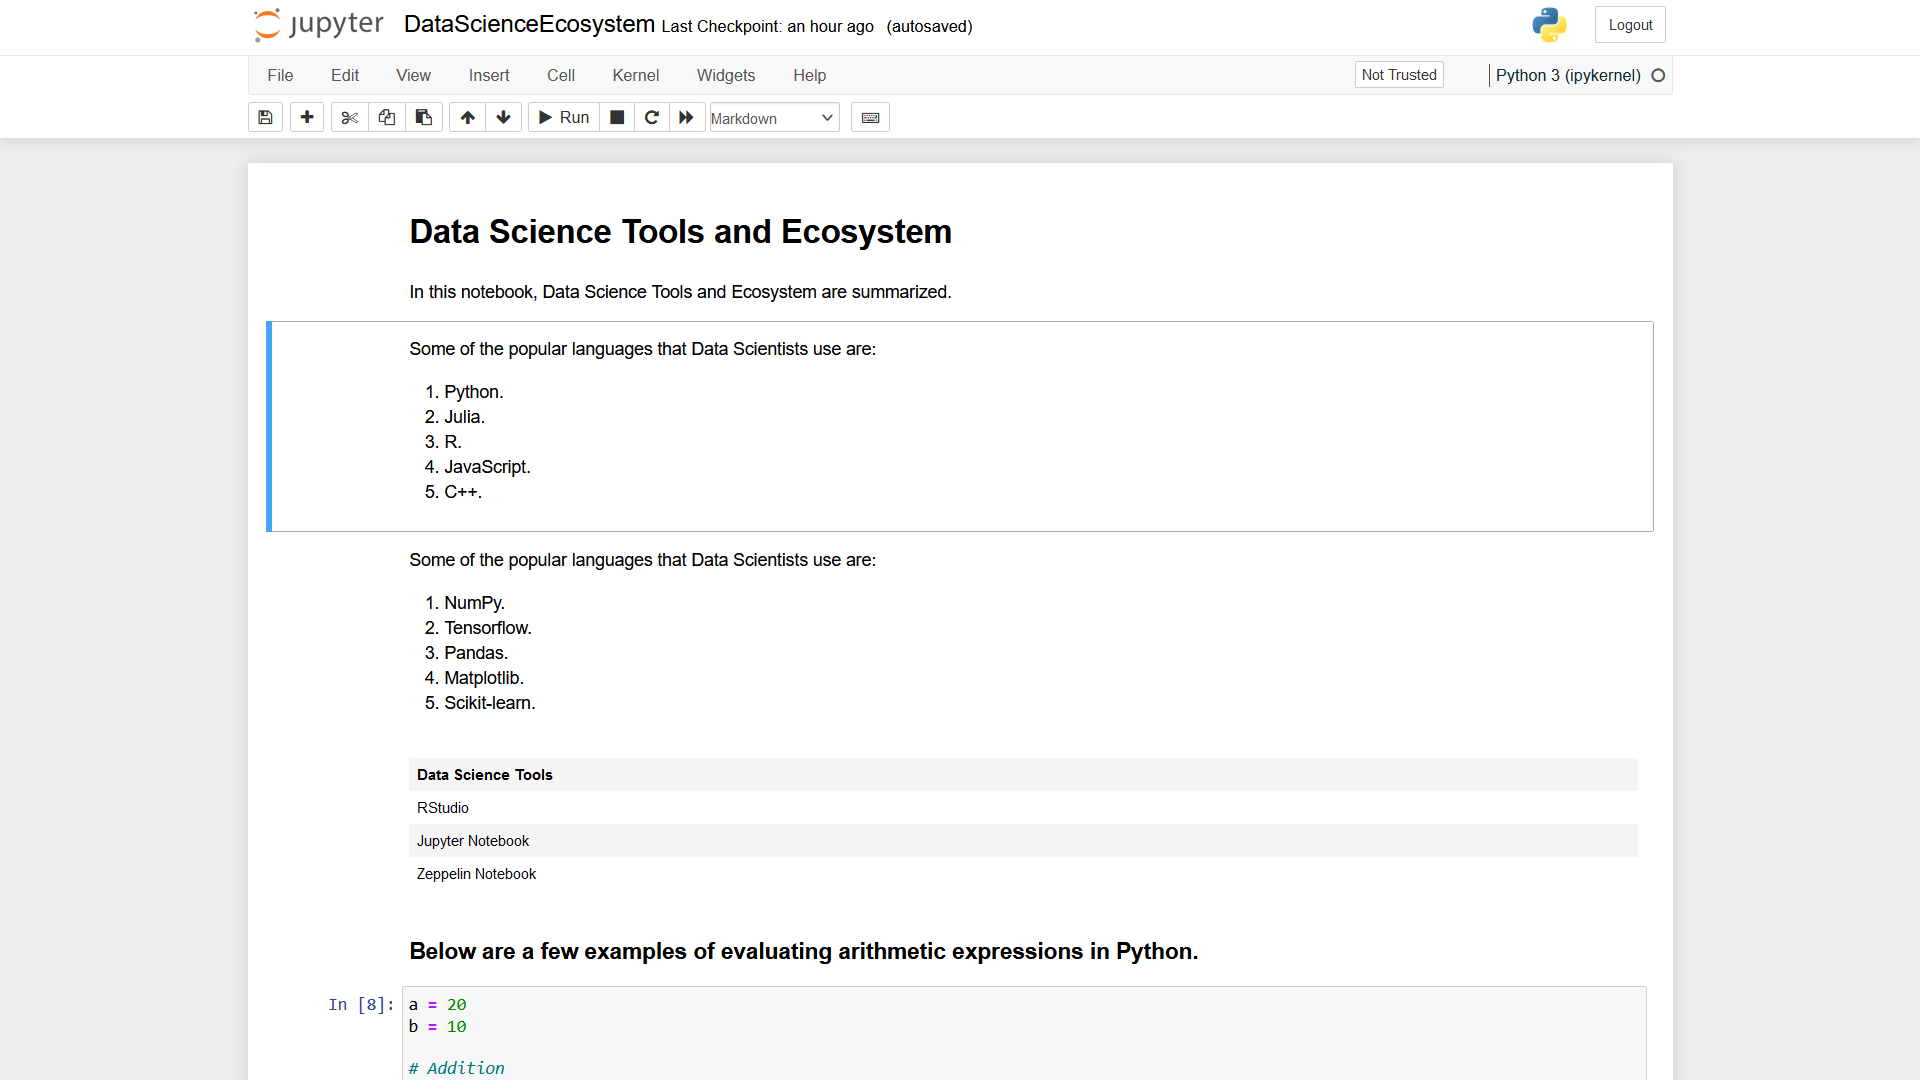 jupyter DataScienceEcosystem Last Checkpoint: an hour ago (autosaved) Logout
File Edit View Insert Cell Kernel Widgets Help Not Trusted Python 3 (ipykernel)
Run Markdown
Data Science Tools and Ecosystem
In this notebook, Data Science Tools and Ecosystem are summarized.
Some of the popular languages that Data Scientists use are:
1. Python.
2. Julia.
3. R.
4. JavaScript.
5. C++.
Some of the popular languages that Data Scientists use are:
1. NumPy.
2. Tensorflow.
3. Pandas.
4. Matplotlib.
5. Scikit-learn.
Data Science Tools
RStudio
Jupyter Notebook
Zeppelin Notebook
Below are a few examples of evaluating arithmetic expressions in Python.
In [8]: a = 20
b = 10
# Addition